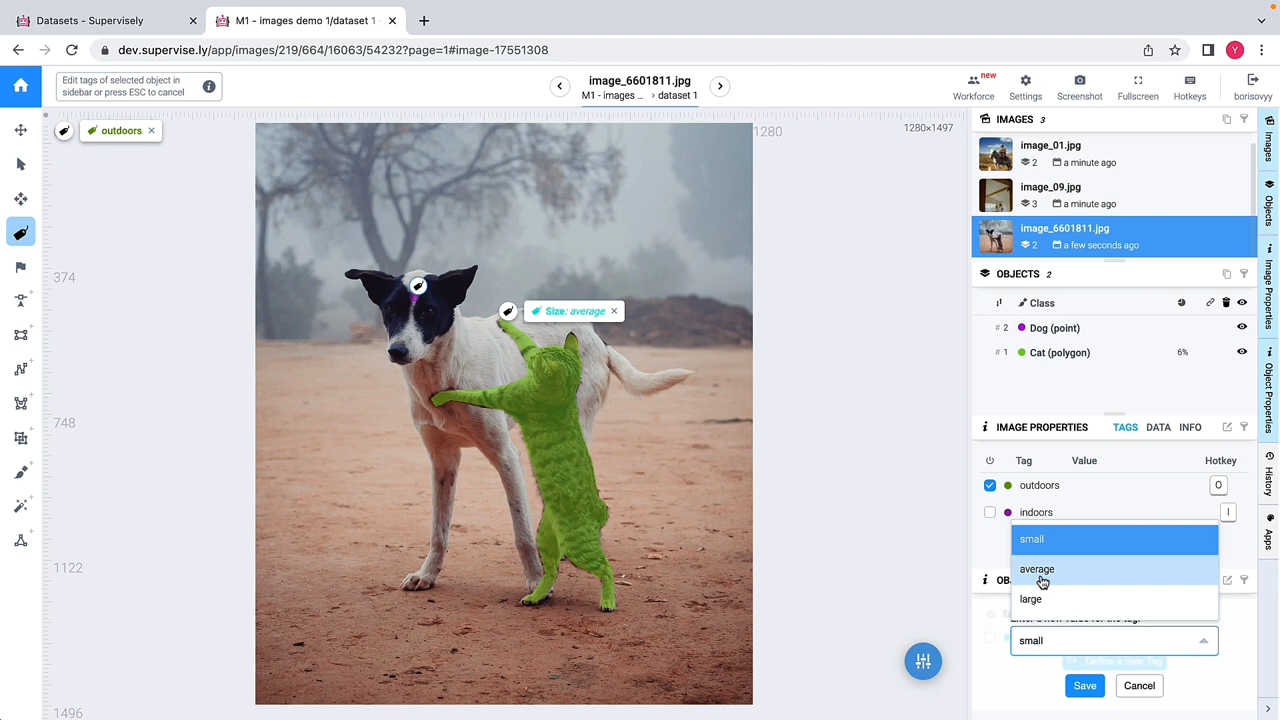 Datasets - Supervisely
M1 - images demo 1/dataset 1
dev.supervise.ly/app/images/219/664/16063/54232?page=1#image-17551308
Y
Edit tags of selected object in
sidebar or press ESC to cancel
image_6601811.jpg
M1 - images ... › dataset 1
new
Workforce
Settings
Screenshot
Fullscreen
Hotkeys
borisovyy
outdoors
1280
374
748
1122
1496
Size: average
IMAGES 3
image_01.jpg
2
a minute ago
image_09.jpg
3
a minute ago
image_6601811.jpg
2
a few seconds ago
OBJECTS 2
Class
# 2 Dog (point)
# 1 Cat (polygon)
IMAGE PROPERTIES TAGS DATA INFO
Tag Value Hotkey
outdoors O
indoors I
small
average
large
small
Define a new Tag
Save Cancel
Images
Objects
Image Properties
Object Properties
History
Apps